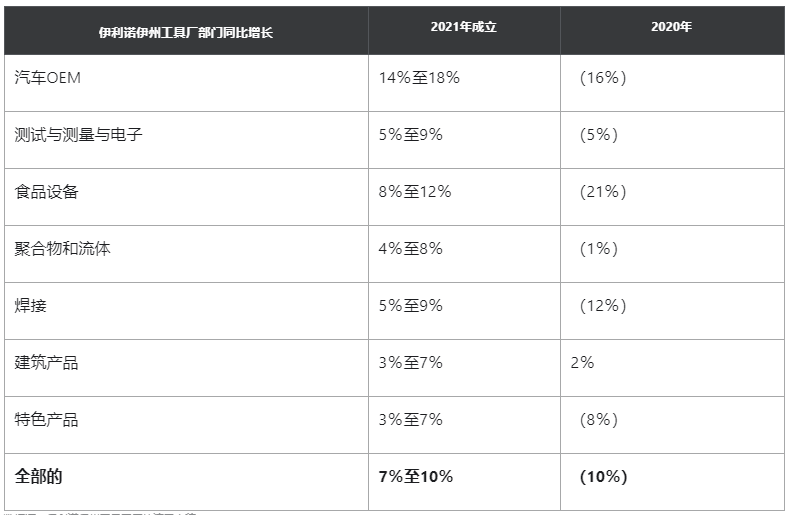 伊利诺伊州工具厂部门同比增长 2021年成立 2020年
汽车OEM 14%至18% （16%）
测试与测量与电子 5%至9% （5%）
食品设备 8%至12% （21%）
聚合物和流体 4%至8% （1%）
焊接 5%至9% （12%）
建筑产品 3%至7% 2%
特色产品 3%至7% （8%）
全部的 7%至10% （10%）